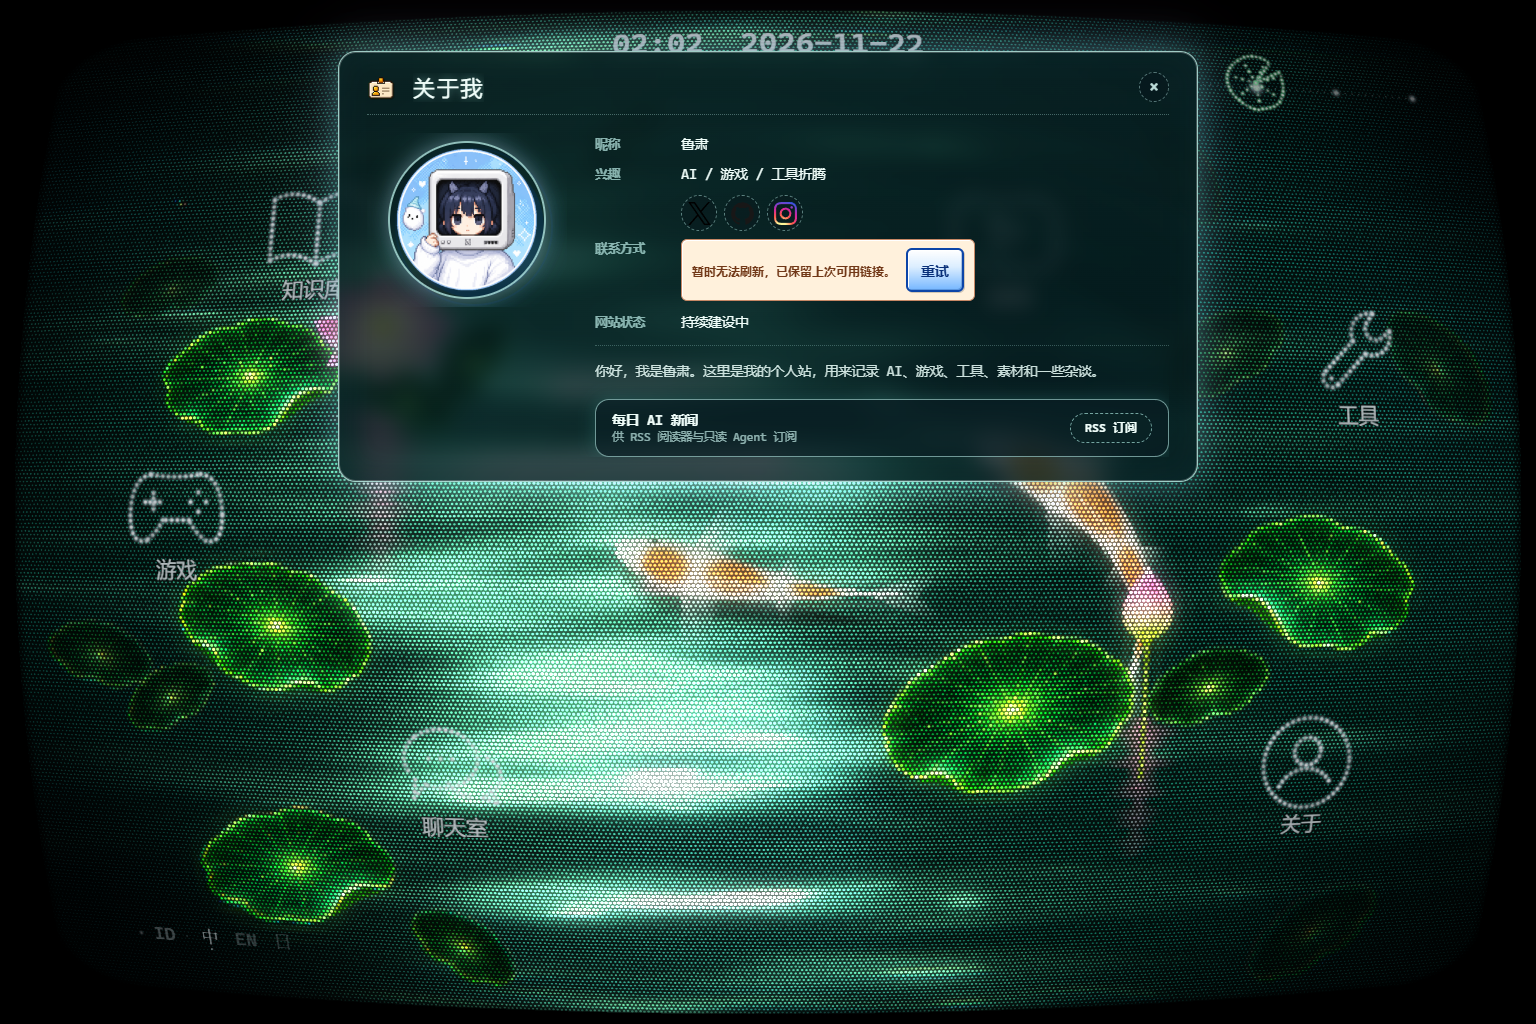 02:02 2026-11-22
关于我
×
昵称 鲁肃
兴趣 AI / 游戏 / 工具折腾
联系方式
暂时无法刷新，已保留上次可用链接。 重试
网站状态 持续建设中
你好，我是鲁肃。这里是我的个人站，用来记录 AI、游戏、工具、素材和一些杂谈。
每日 AI 新闻
供 RSS 阅读器与只读 Agent 订阅
RSS 订阅
知识库
工具
游戏
聊天室
关于
ID 中 EN 日